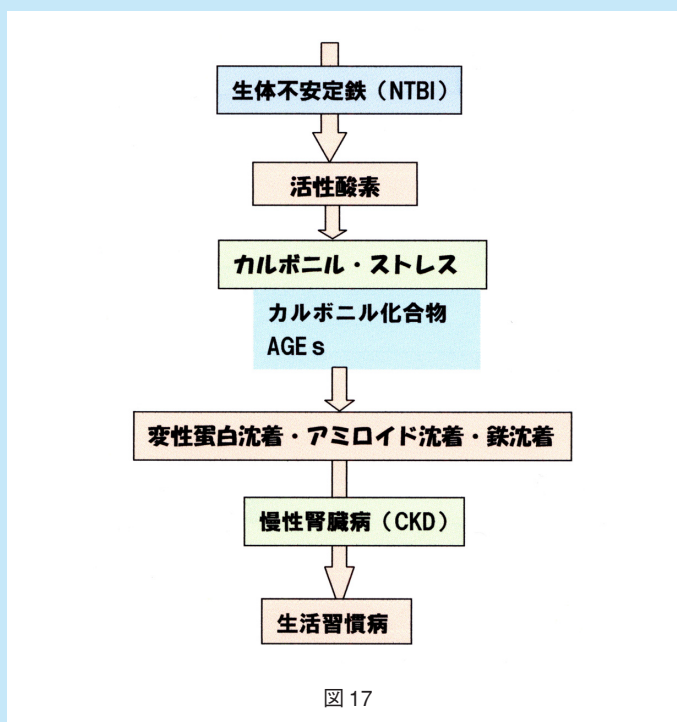 生体不安定鉄（NTBI）
活性酸素
カルボニル・ストレス
カルボニル化合物
AGEs
変性蛋白沈着・アミロイド沈着・鉄沈着
慢性腎臓病（CKD）
生活習慣病
図 17